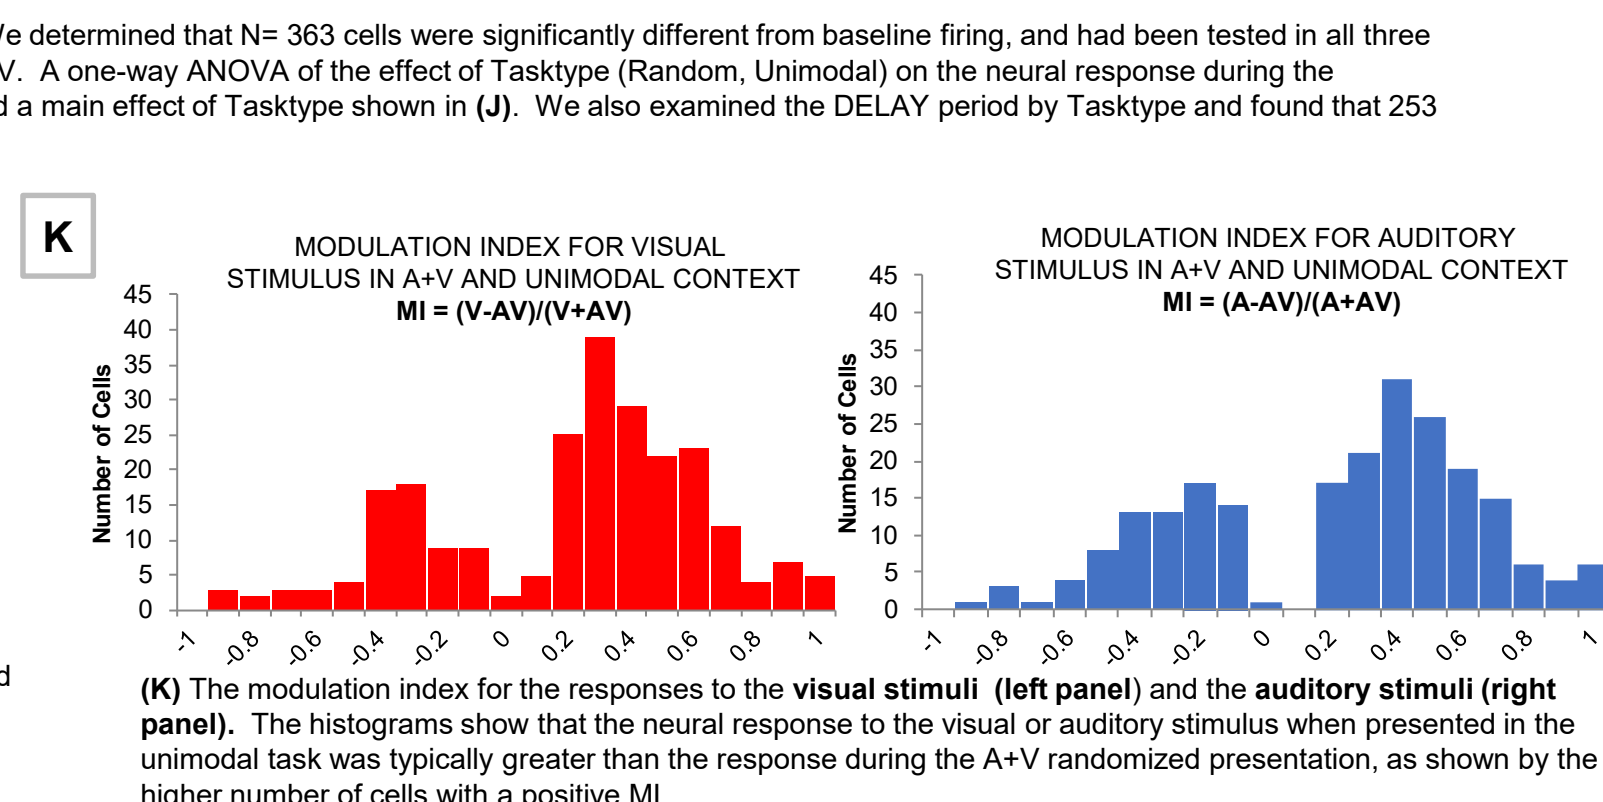 We determined that N= 363 cells were significantly different from baseline firing, and had been tested in all three
V. A one-way ANOVA of the effect of Tasktype (Random, Unimodal) on the neural response during the
d a main effect of Tasktype shown in (J). We also examined the DELAY period by Tasktype and found that 253
K
MODULATION INDEX FOR VISUAL
STIMULUS IN A+V AND UNIMODAL CONTEXT
MI = (V-AV)/(V+AV)
Number of Cells
45
40
35
30
25
20
15
10
5
0
-1 -0.8 -0.6 -0.4 -0.2 0 0.2 0.4 0.6 0.8 1
MODULATION INDEX FOR AUDITORY
STIMULUS IN A+V AND UNIMODAL CONTEXT
MI = (A-AV)/(A+AV)
Number of Cells
45
40
35
30
25
20
15
10
5
0
-1 -0.8 -0.6 -0.4 -0.2 0 0.2 0.4 0.6 0.8 1
d
(K) The modulation index for the responses to the visual stimuli (left panel) and the auditory stimuli (right
panel). The histograms show that the neural response to the visual or auditory stimulus when presented in the
unimodal task was typically greater than the response during the A+V randomized presentation, as shown by the
higher number of cells with a positive MI